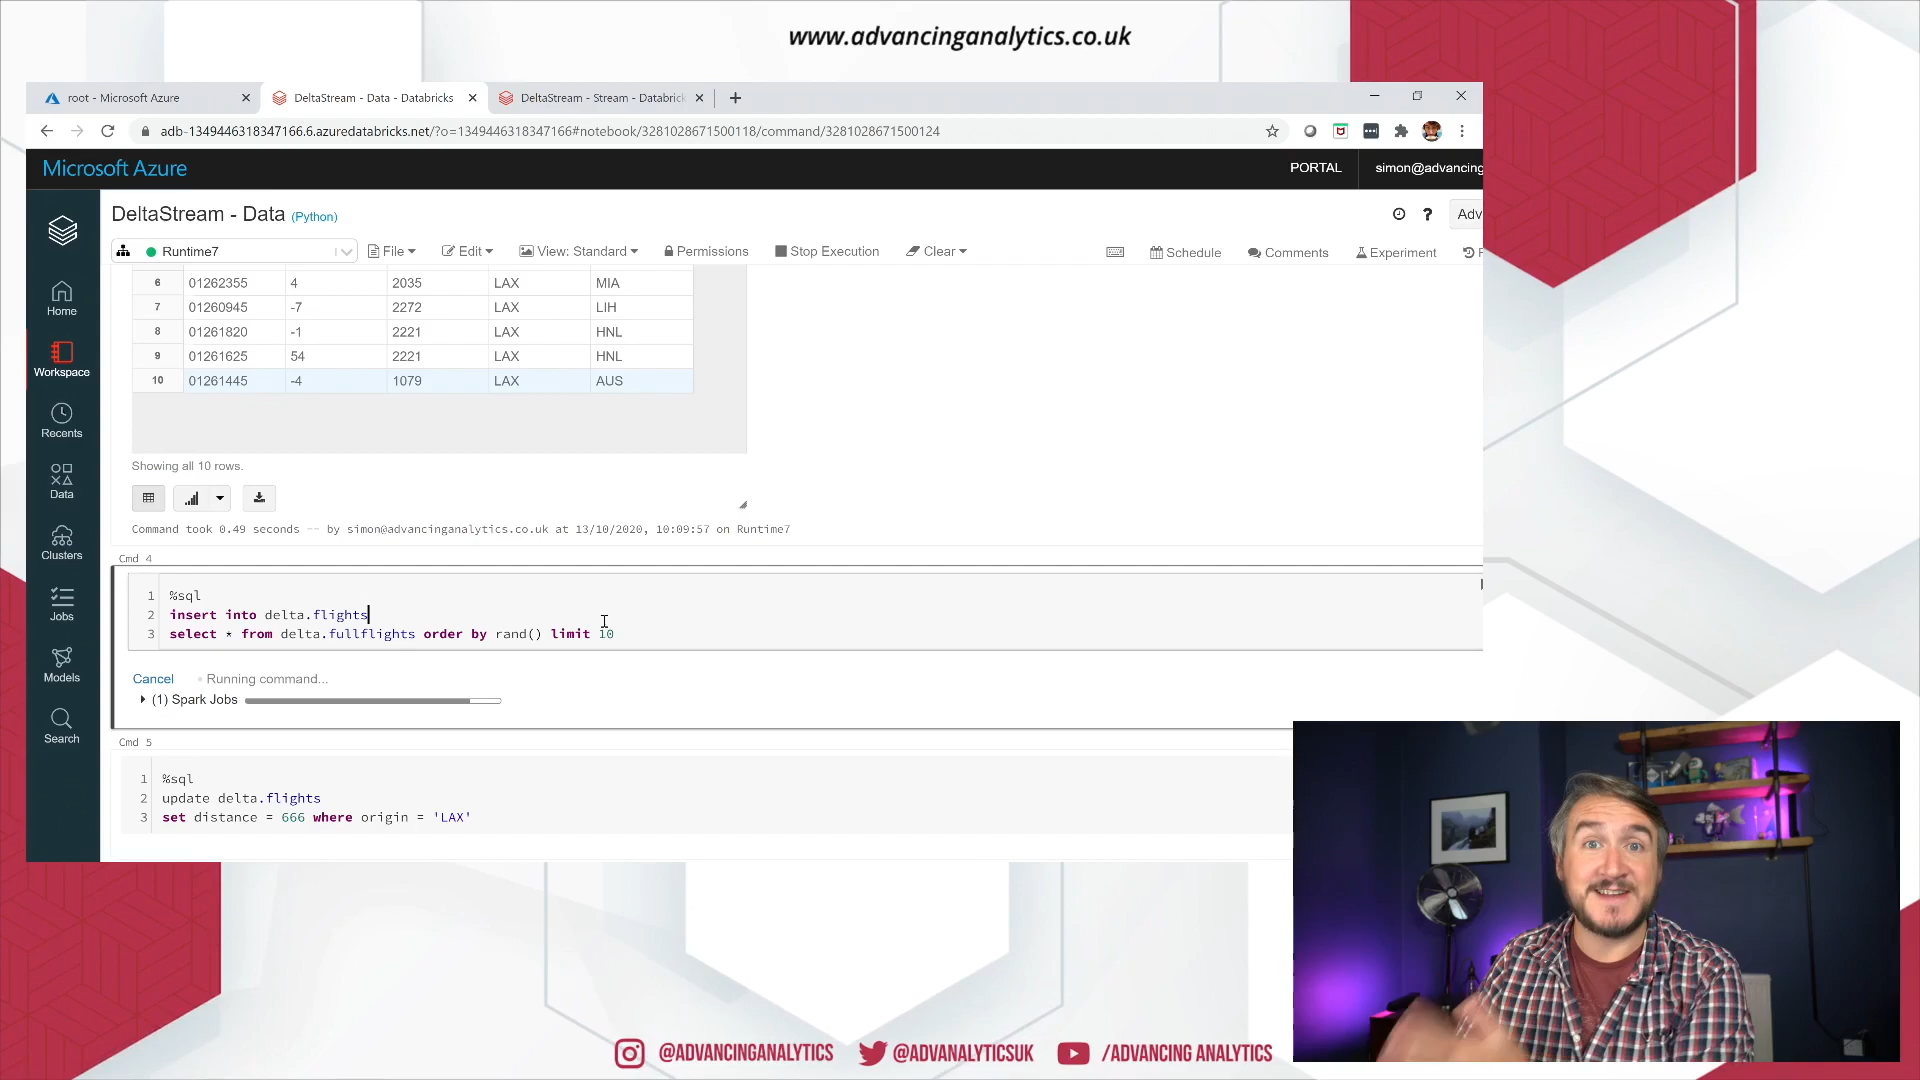 www.advancinganalytics.co.uk
root - Microsoft Azure
DeltaStream - Data - Databricks
DeltaStream - Stream - Databric
adb-1349446318347166.6.azuredatabricks.net/?o=1349446318347166#notebook/3281028671500118/command/3281028671500124
Microsoft Azure
PORTAL
simon@advancing
DeltaStream - Data (Python)
Adv
Runtime7
File
Edit
View: Standard
Permissions
Stop Execution
Clear
Schedule
Comments
Experiment
Home
Workspace
Recents
Data
Clusters
Jobs
Models
Search
6 01262355 4 2035 LAX MIA
7 01260945 -7 2272 LAX LIH
8 01261820 -1 2221 LAX HNL
9 01261625 54 2221 LAX HNL
10 01261445 -4 1079 LAX AUS
Showing all 10 rows.
Command took 0.49 seconds -- by simon@advancinganalytics.co.uk at 13/10/2020, 10:09:57 on Runtime7
Cmd 4
1 %sql
2 insert into delta.flights
3 select * from delta.fullflights order by rand() limit 10
Cancel Running command...
(1) Spark Jobs
Cmd 5
1 %sql
2 update delta.flights
3 set distance = 666 where origin = 'LAX'
@ADVANCINGANALYTICS
@ADVANALYTICSUK
/ADVANCING ANALYTICS